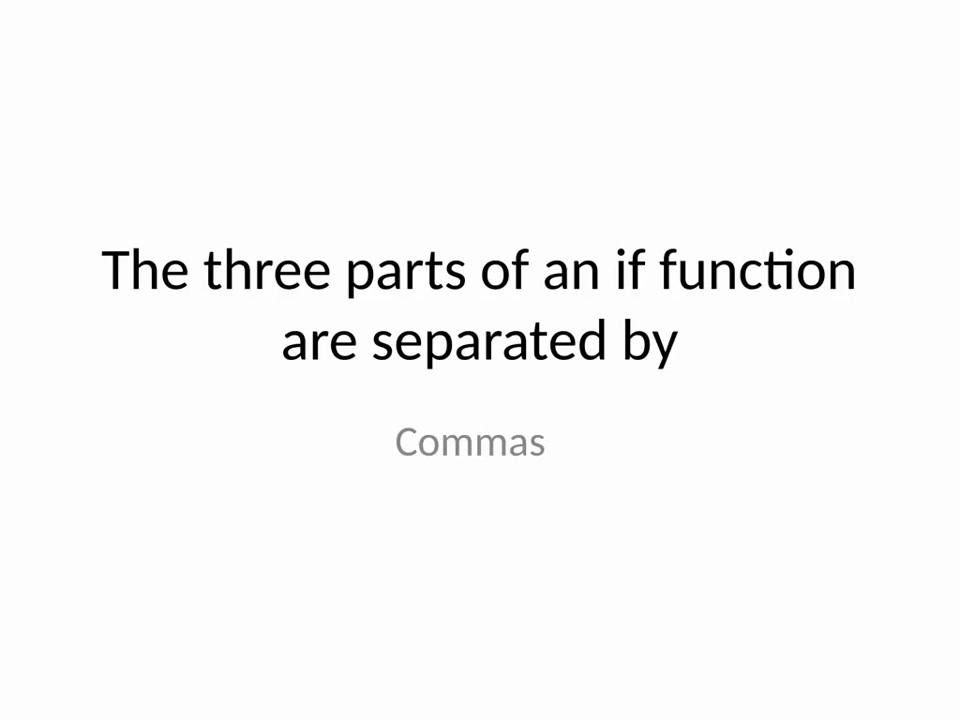 The three parts of an if function
are separated by
Commas